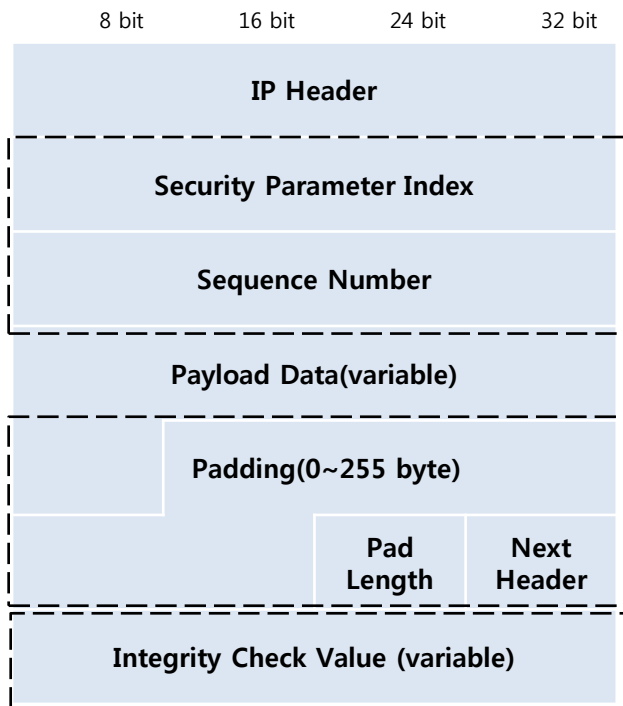 8 bit 16 bit 24 bit 32 bit
IP Header
Security Parameter Index
Sequence Number
Payload Data(variable)
Padding(0~255 byte)
Pad Next
Length Header
Integrity Check Value (variable)